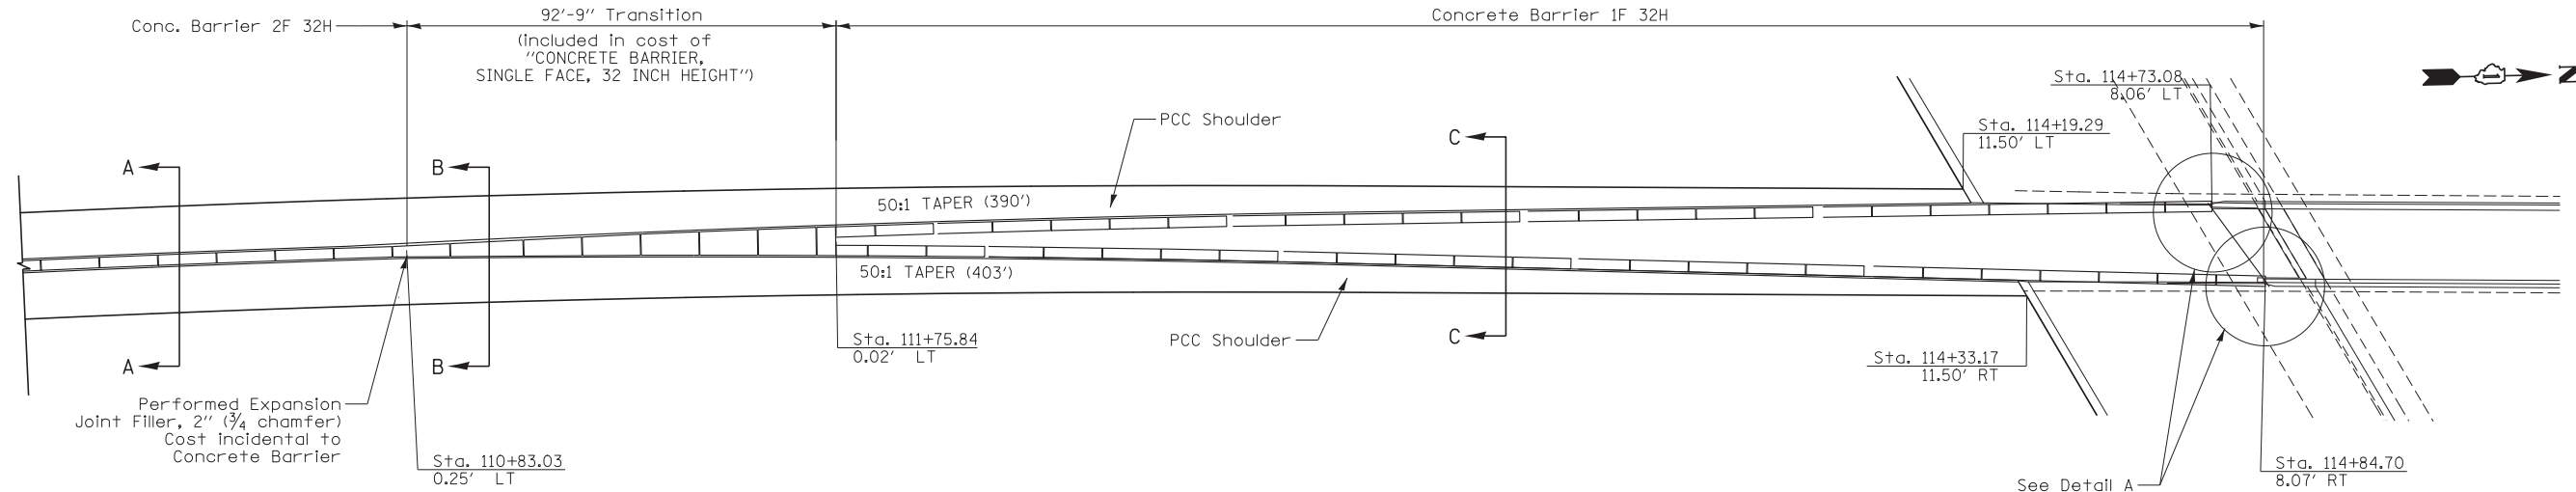 Conc. Barrier 2F 32H
92'-9" Transition
(included in cost of
"CONCRETE BARRIER,
SINGLE FACE, 32 INCH HEIGHT")
Concrete Barrier 1F 32H
Sta. 114+73.08
8.06' LT
N
Sta. 114+19.29
11.50' LT
PCC Shoulder
A
B
C
50:1 TAPER (390')
50:1 TAPER (403')
Sta. 111+75.84
0.02' LT
PCC Shoulder
C
A
B
Sta. 114+33.17
11.50' RT
Performed Expansion
Joint Filler, 2" (3/4 chamfer)
Cost incidental to
Concrete Barrier
Sta. 110+83.03
0.25' LT
See Detail A
Sta. 114+84.70
8.07' RT